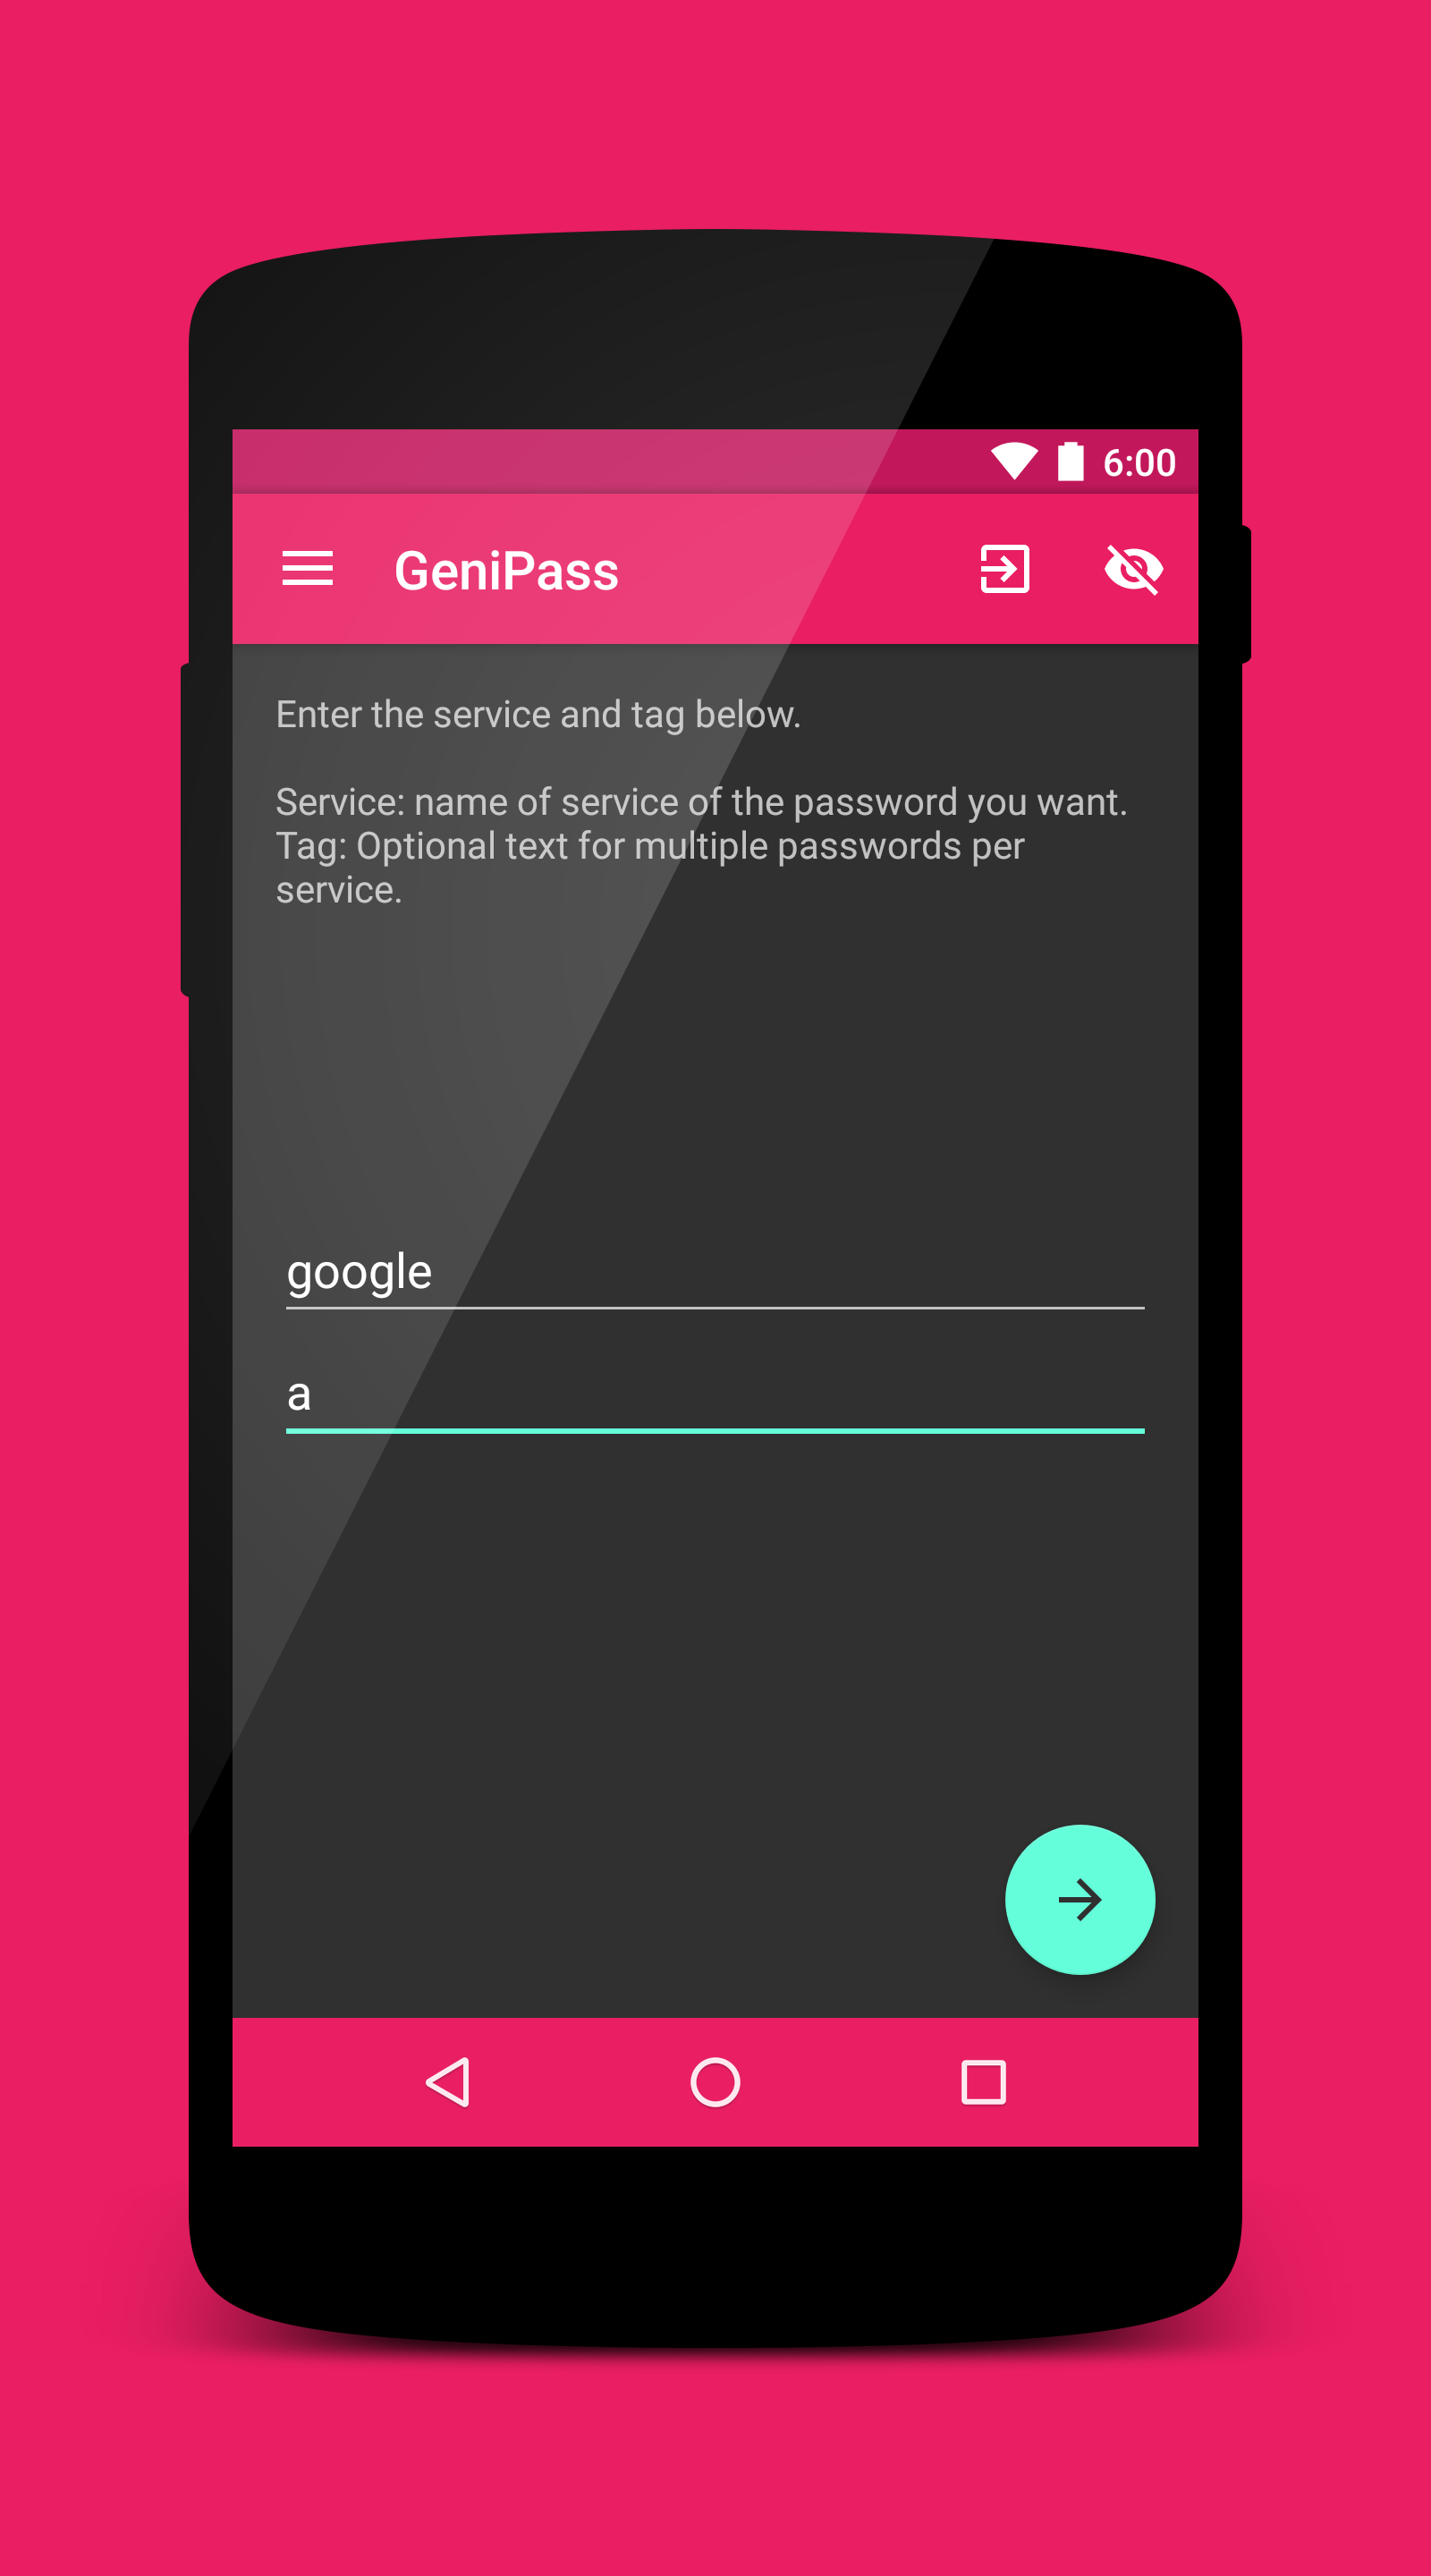 6:00
GeniPass
Enter the service and tag below.
Service: name of service of the password you want.
Tag: Optional text for multiple passwords per
service.
google
a